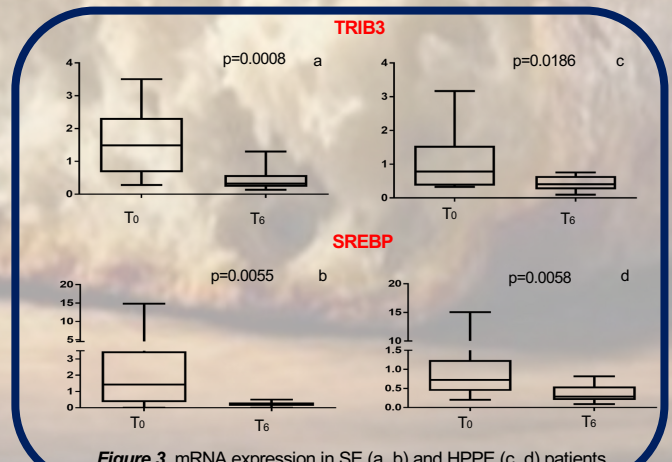 TRIB3
p=0.0008 a
4
3
2
1
0
T0 T6
p=0.0186 c
4
3
2
1
0
T0 T6
SREBP
p=0.0055 b
20
15
10
5
3
2
1
0
T0 T6
p=0.0058 d
20
15
10
1.5
1.0
0.5
0.0
T0 T6
Figure 3. mRNA expression in SE (a, b) and HPPE (c, d) patients